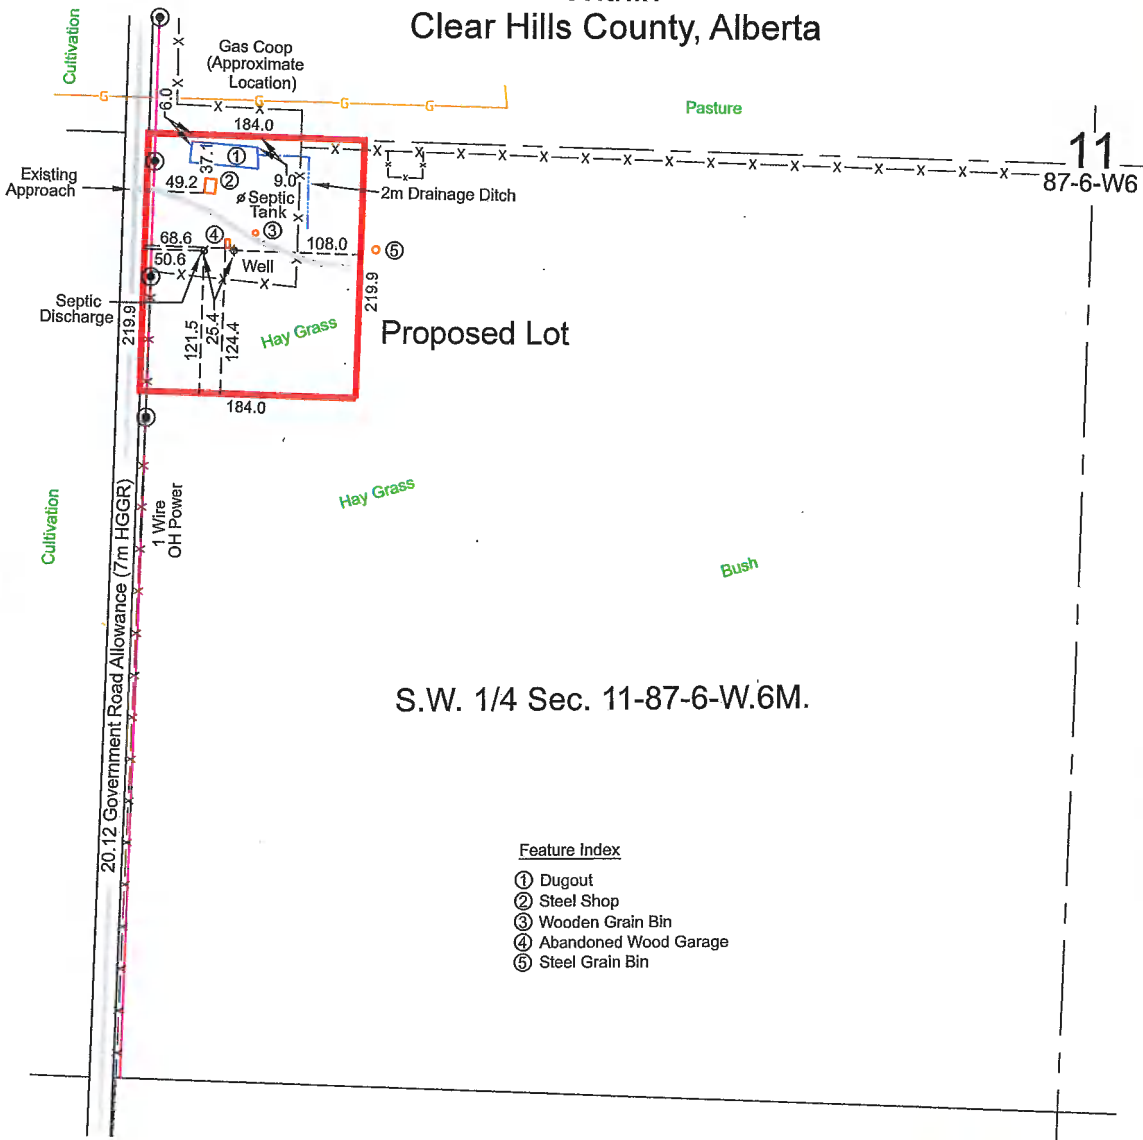 Clear Hills County, Alberta
Cultivation
Gas Coop
(Approximate
Location)
G
G
G
G
Pasture
6.0
184.0
11
87-6-W6
Existing
Approach
37.1
1
49.2
2
9.0
2m Drainage Ditch
Septic
Tank
3
68.6
4
108.0
5
50.6
Well
Septic
Discharge
219.9
219.9
121.5
25.4
124.4
Hay Grass
Proposed Lot
184.0
Hay Grass
Cultivation
1 Wire
OH Power
20.12 Government Road Allowance (7m HGGR)
Bush
S.W. 1/4 Sec. 11-87-6-W.6M.
Feature Index
1 Dugout
2 Steel Shop
3 Wooden Grain Bin
4 Abandoned Wood Garage
5 Steel Grain Bin